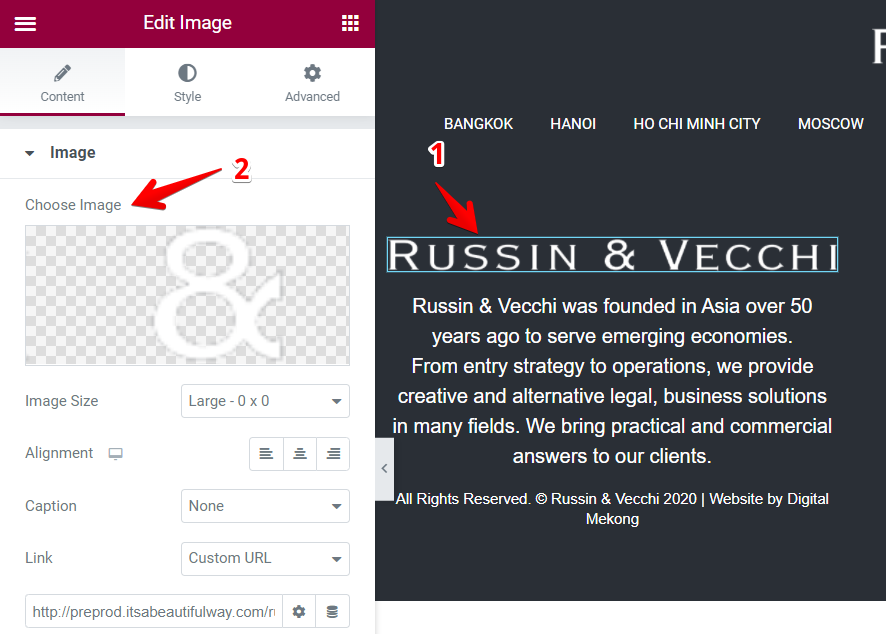 Edit Image
Content
Style
Advanced
Image
2
Choose Image
&
Image Size
Large - 0 x 0
Alignment
Caption
None
Link
Custom URL
http://preprod.itsabeautifulway.com/ru
BANGKOK HANOI HO CHI MINH CITY MOSCOW
1
RUSSIN & VECCHI
Russin & Vecchi was founded in Asia over 50
years ago to serve emerging economies.
From entry strategy to operations, we provide
creative and alternative legal, business solutions
in many fields. We bring practical and commercial
answers to our clients.
All Rights Reserved. © Russin & Vecchi 2020 | Website by Digital
Mekong